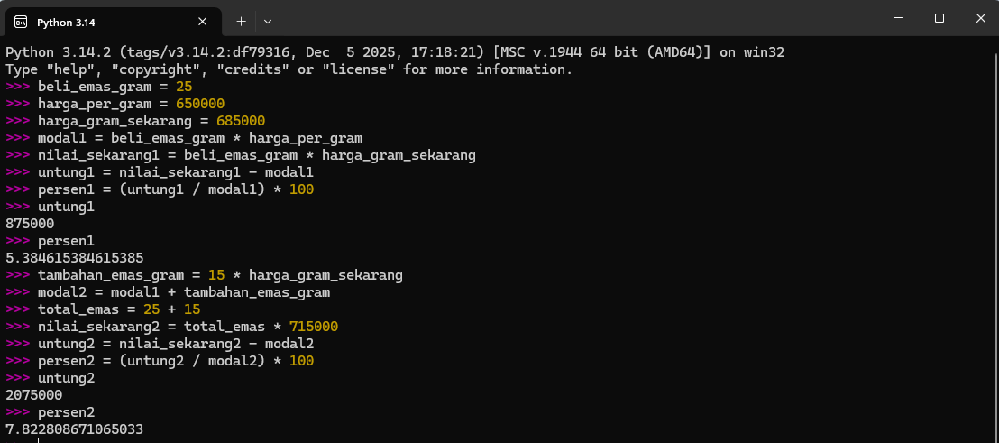 Python 3.14
Python 3.14.2 (tags/v3.14.2:df79316, Dec  5 2025, 17:18:21) [MSC v.1944 64 bit (AMD64)] on win32
Type "help", "copyright", "credits" or "license" for more information.
>>> beli_emas_gram = 25
>>> harga_per_gram = 650000
>>> harga_gram_sekarang = 685000
>>> modal1 = beli_emas_gram * harga_per_gram
>>> nilai_sekarang1 = beli_emas_gram * harga_gram_sekarang
>>> untung1 = nilai_sekarang1 - modal1
>>> persen1 = (untung1 / modal1) * 100
>>> untung1
875000
>>> persen1
5.384615384615385
>>> tambahan_emas_gram = 15 * harga_gram_sekarang
>>> modal2 = modal1 + tambahan_emas_gram
>>> total_emas = 25 + 15
>>> nilai_sekarang2 = total_emas * 715000
>>> untung2 = nilai_sekarang2 - modal2
>>> persen2 = (untung2 / modal2) * 100
>>> untung2
2075000
>>> persen2
7.822808671065033